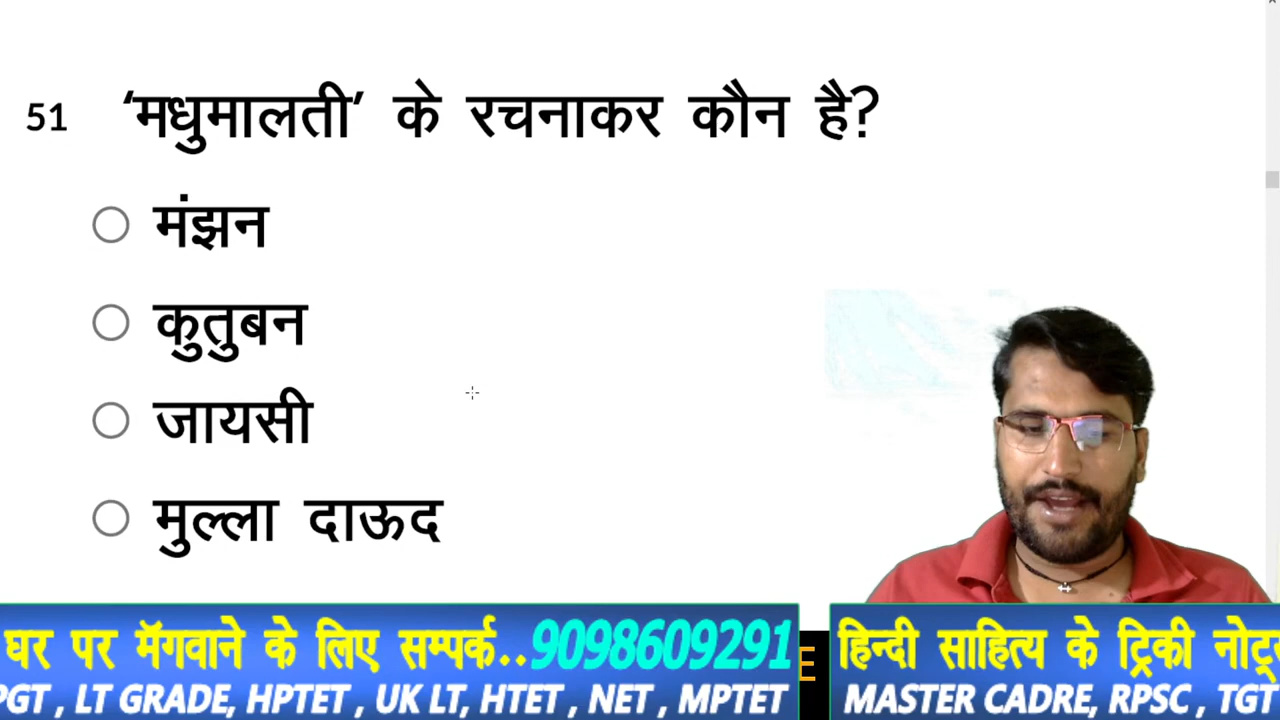 51 ‘मधुमालती’ के रचनाकर कौन है?
मंझन
कुतुबन
जायसी
मुल्ला दाऊद
घर पर मॅगवाने के लिए सम्पर्क..9098609291
PGT , LT GRADE, HPTET , UK LT, HTET , NET , MPTET
E
हिन्दी साहित्य के ट्रिकी
MASTER CADRE, RPSC , TGT